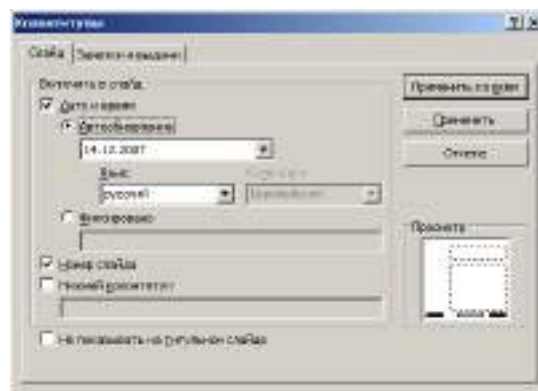 Колонтитулы
Слайд Заметки и выдачи
Включить в слайд
Дата и время
Автообновление
14.12.2007
Язык:
русский
Фиксировано
Номер слайда
Нижний колонтитул
Не показывать на титульном слайде
Применить ко всем
Применить
Отмена
Просмотр